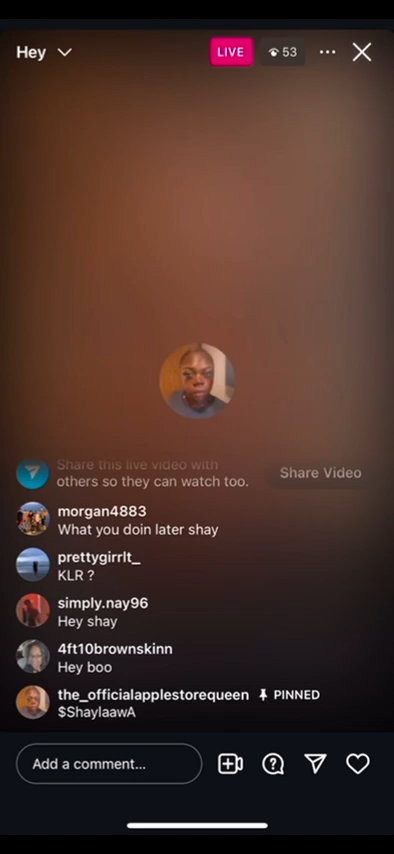 Hey
LIVE
53
Share this live video with
others so they can watch too.
Share Video
morgan4883
What you doin later shay
prettygirrlt_
KLR ?
simply.nay96
Hey shay
4ft10brownskinn
Hey boo
the_officialapplestorequeen PINNED
$ShaylaawA
Add a comment...